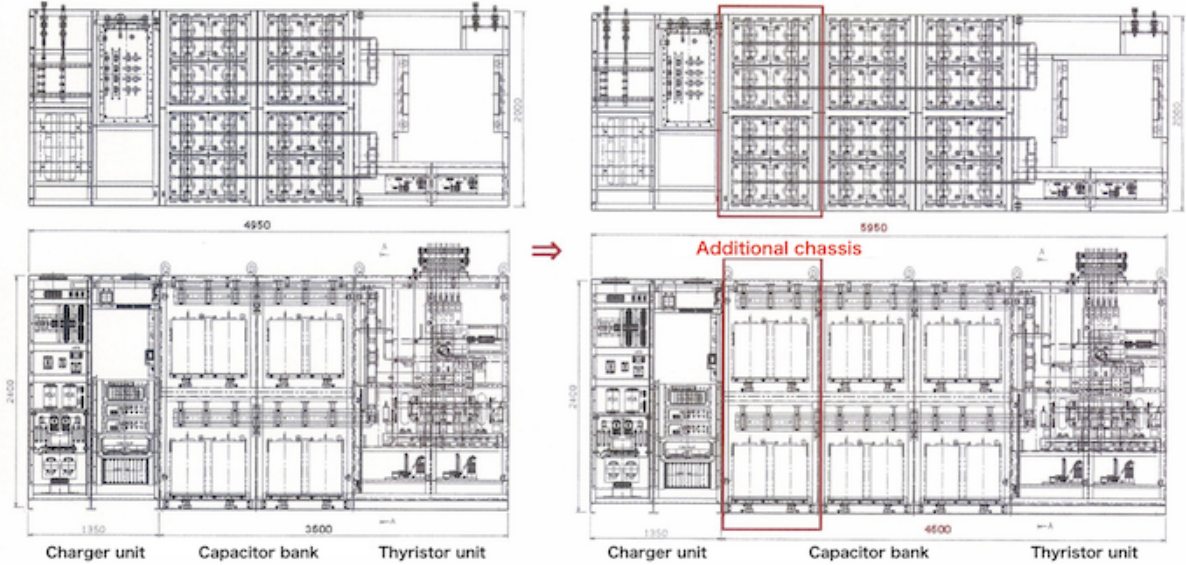 2000
2000
4950
5950
A
Additional chassis
A
⇒
2400
2400
1350
3600
A
1350
4600
A
Charger unit
Capacitor bank
Thyristor unit
Charger unit
Capacitor bank
Thyristor unit